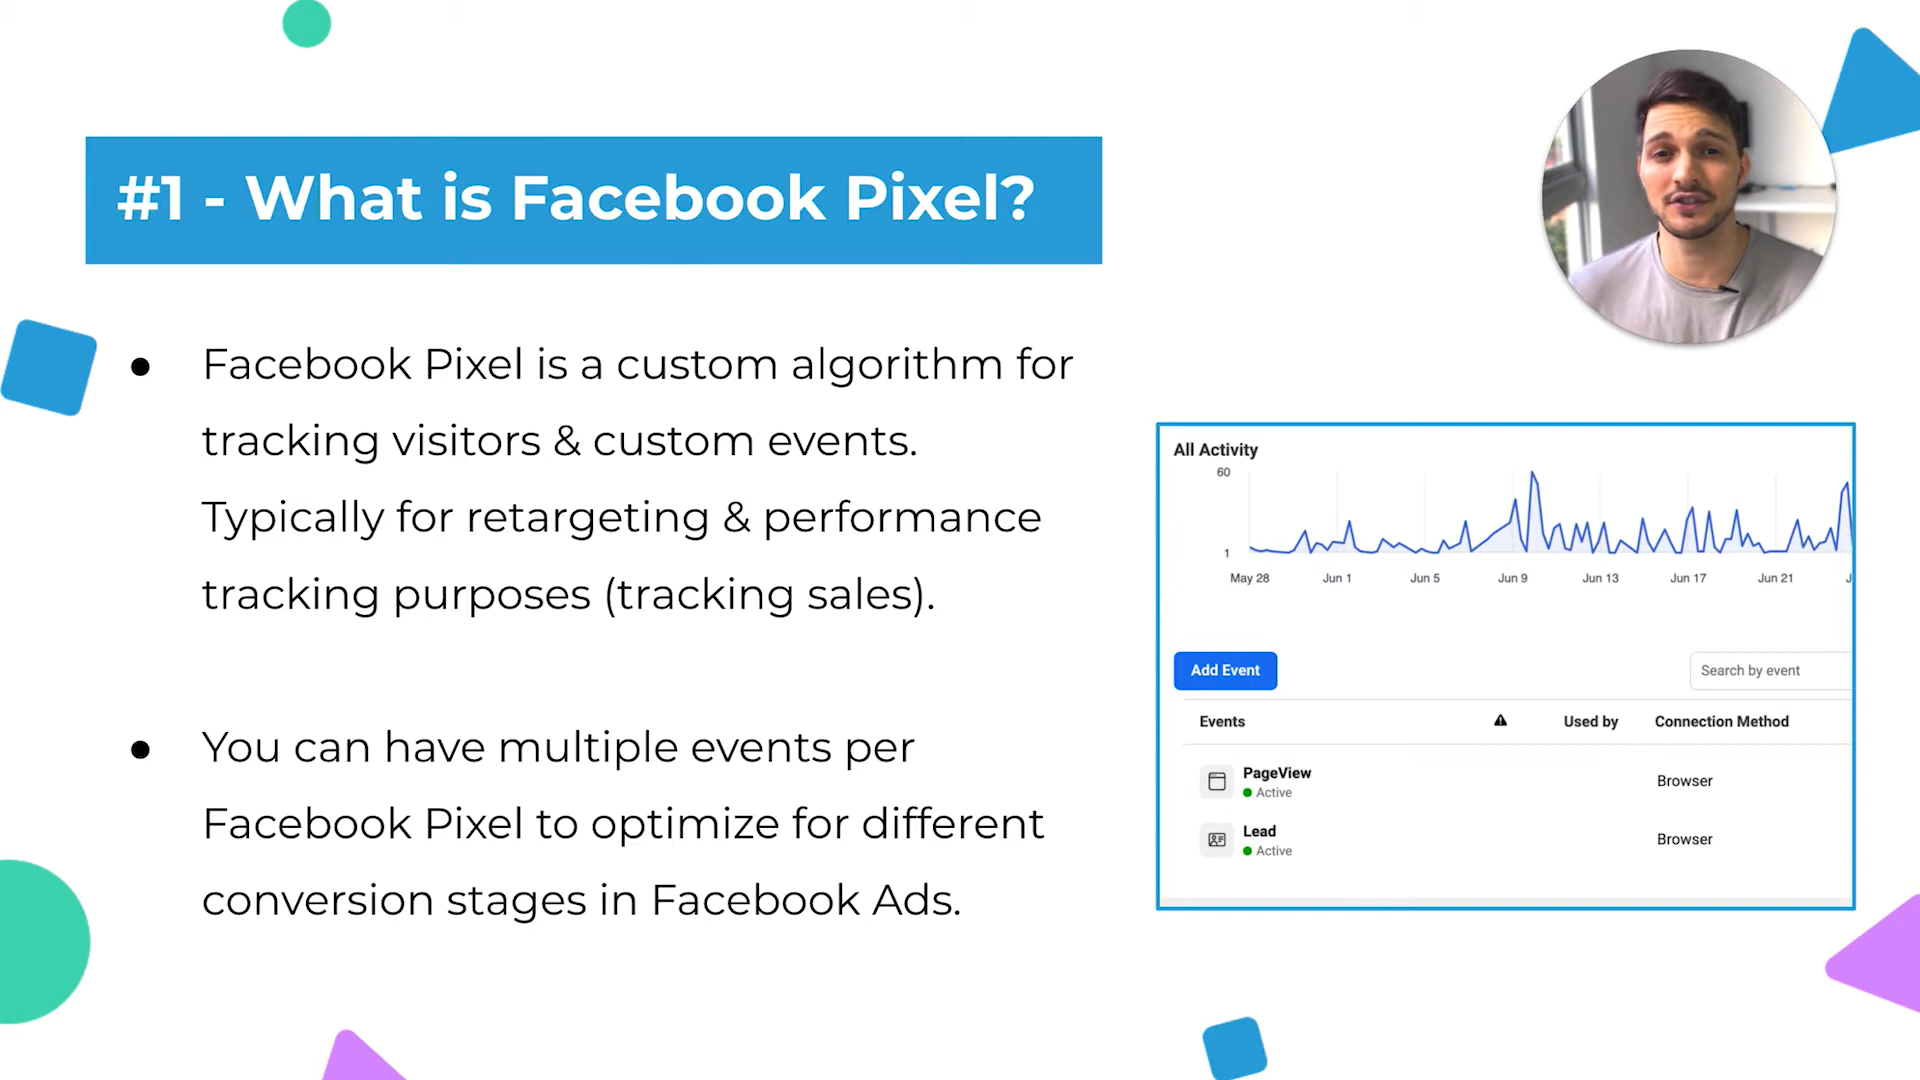 #1 - What is Facebook Pixel?
● Facebook Pixel is a custom algorithm for
tracking visitors & custom events.
Typically for retargeting & performance
tracking purposes (tracking sales).
● You can have multiple events per
Facebook Pixel to optimize for different
conversion stages in Facebook Ads.
All Activity
60
1
May 28 Jun 1 Jun 5 Jun 9 Jun 13 Jun 17 Jun 21
Add Event
Search by event
Events Used by Connection Method
PageView
Active
Browser
Lead
Active
Browser